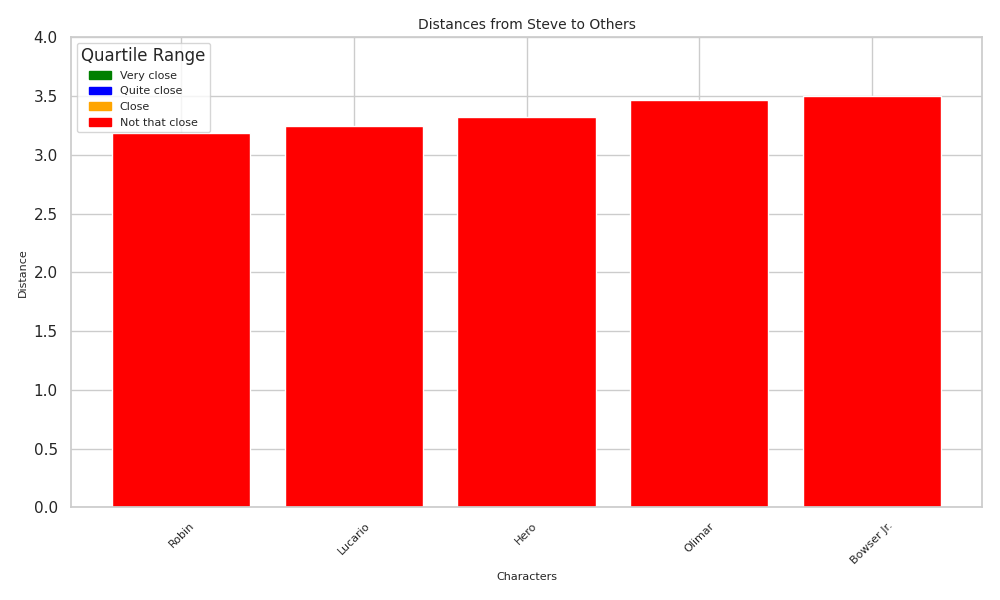 Distances from Steve to Others
4.0
3.5
3.0
2.5
2.0
1.5
1.0
0.5
0.0
Distance
Quartile Range
Very close
Quite close
Close
Not that close
Robin
Lucario
Hero
Olimar
Bowser Jr.
Characters